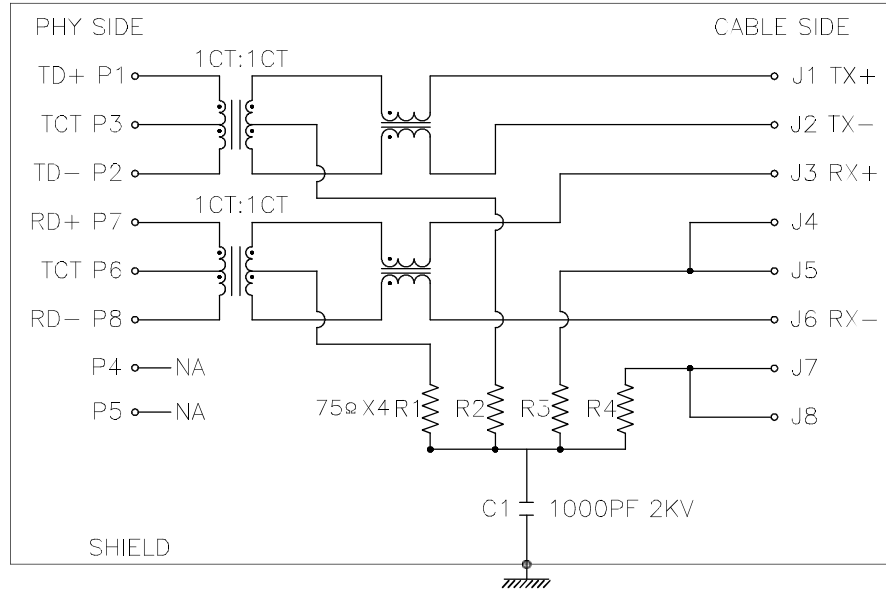 PHY SIDE
CABLE SIDE
1CT:1CT
TD+ P1
J1 TX+
TCT P3
J2 TX-
TD- P2
J3 RX+
1CT:1CT
RD+ P7
J4
TCT P6
J5
RD- P8
J6 RX-
P4
NA
J7
P5
NA
75Ω X4 R1
R2
R3
R4
J8
C1
1000PF 2KV
SHIELD